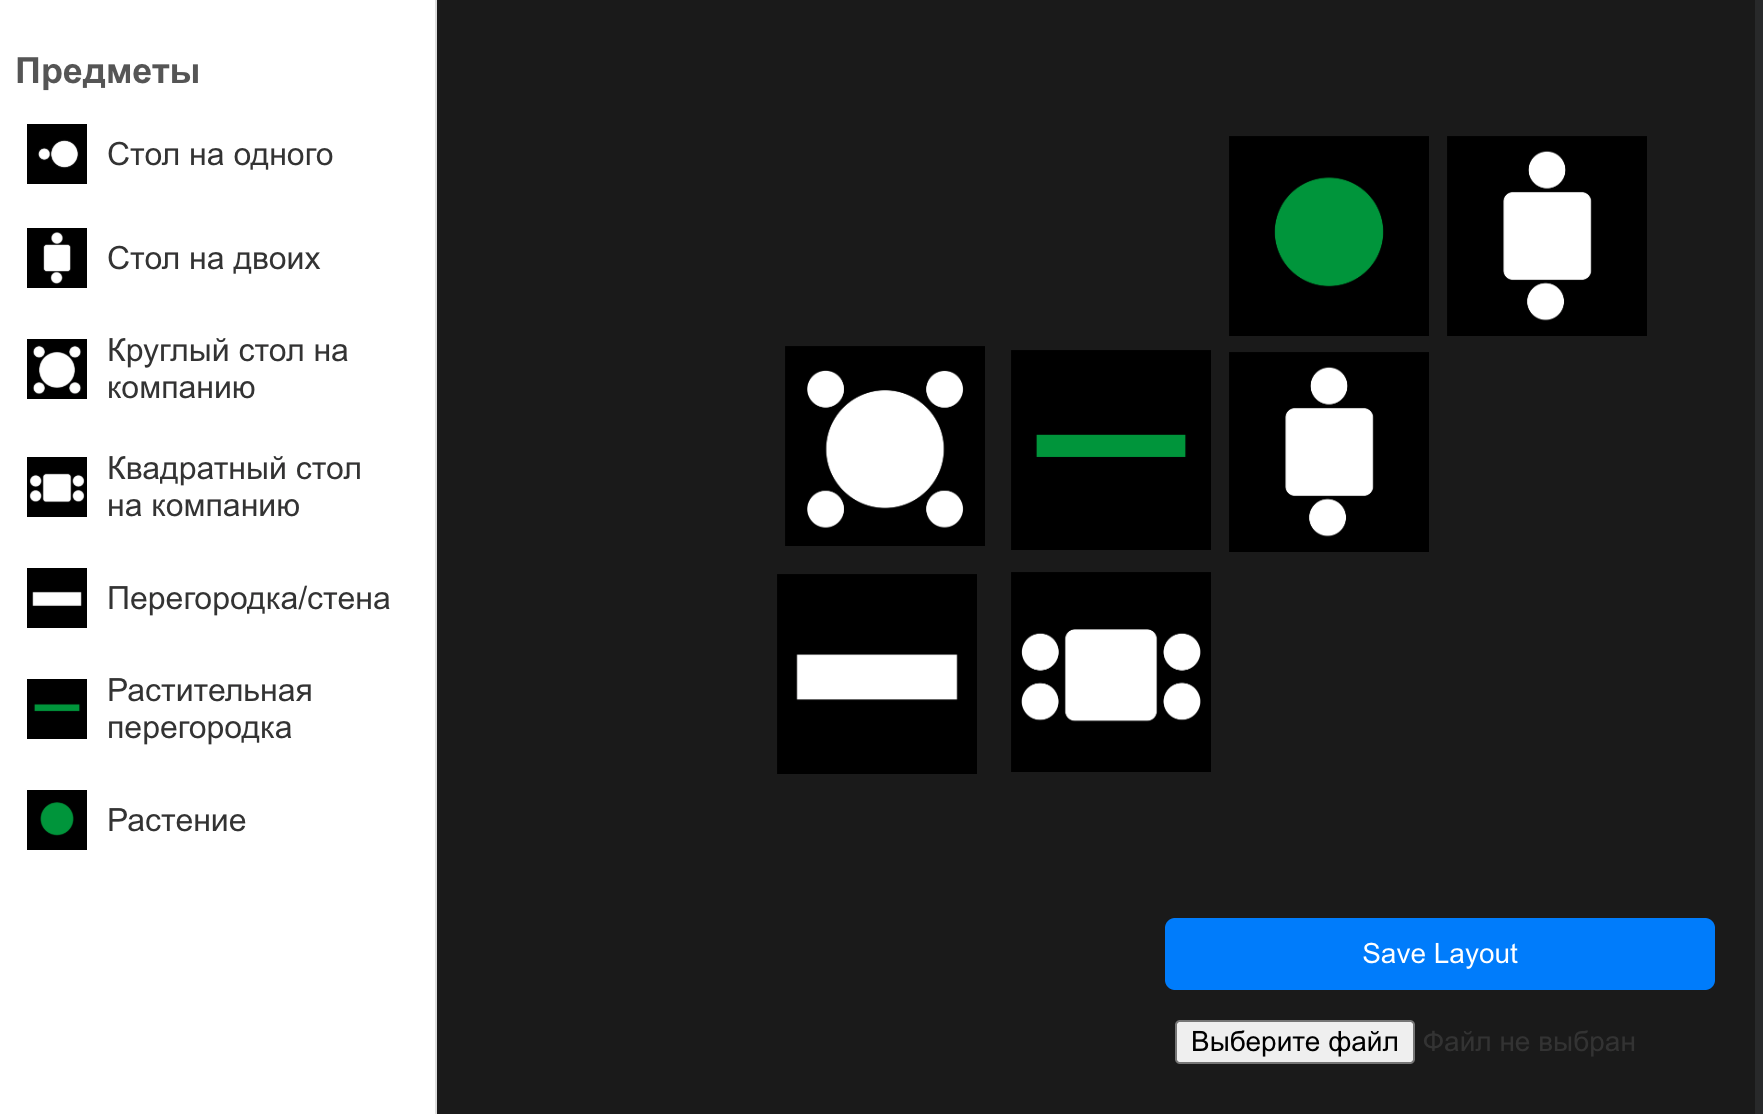 Предметы
Стол на одного
Стол на двоих
Круглый стол на
компанию
Квадратный стол
на компанию
Перегородка/стена
Растительная
перегородка
Растение
Save Layout
Выберите файл Файл не выбран